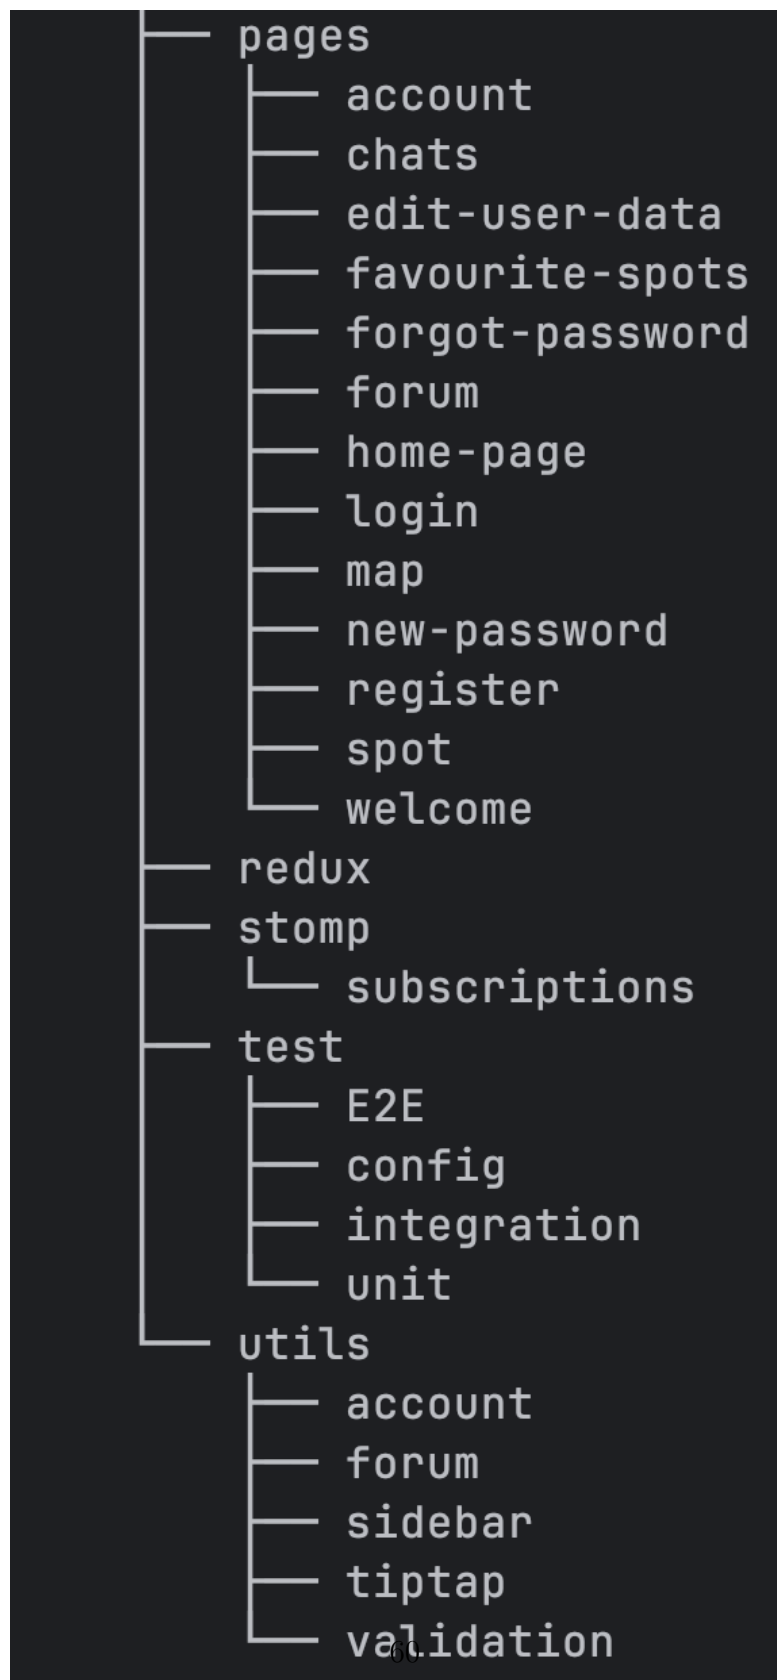 pages
account
chats
edit-user-data
favourite-spots
forgot-password
forum
home-page
login
map
new-password
register
spot
welcome
redux
stomp
subscriptions
test
E2E
config
integration
unit
utils
account
forum
sidebar
tiptap
validation
60